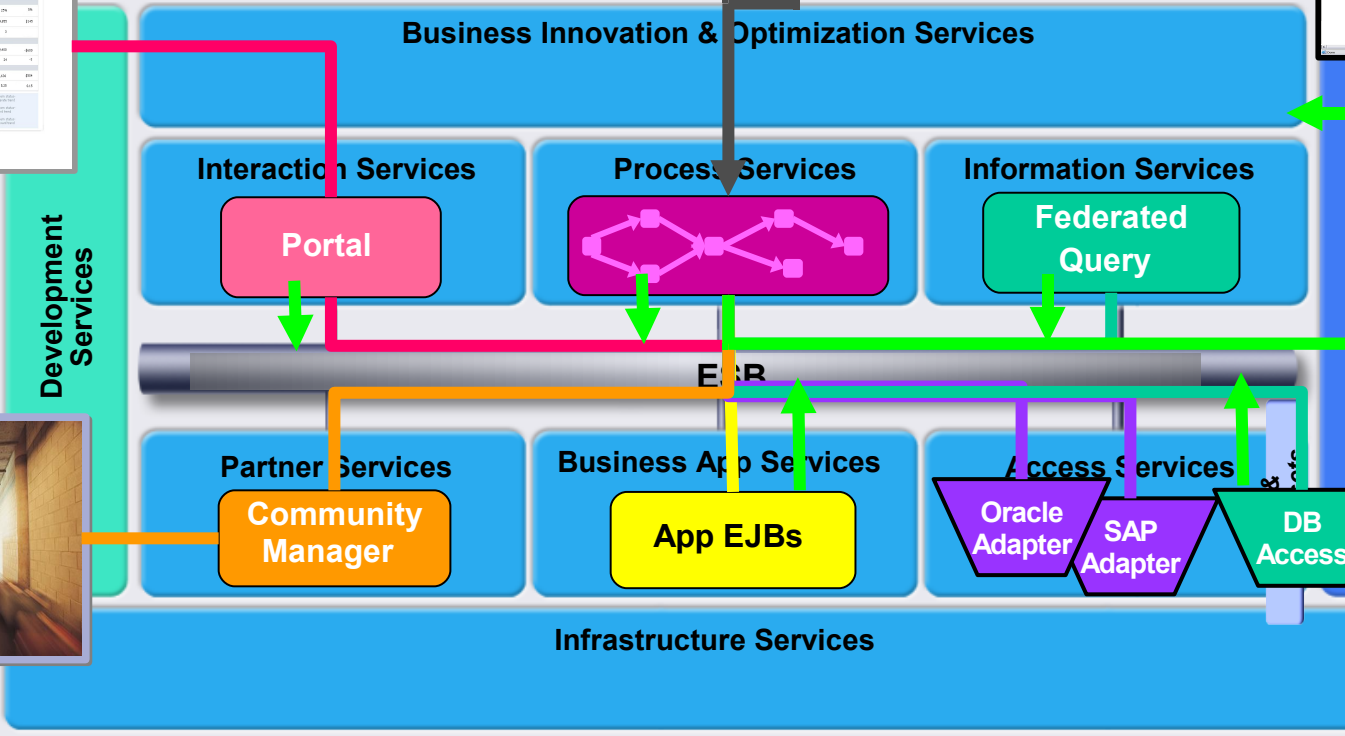 Business Innovation & Optimization Services
Interaction Services
Process Services
Information Services
Portal
Federated
Query
Development
Services
ESB
Partner Services
Business App Services
Access Services
&
Community
Manager
App EJBs
Oracle
Adapter
SAP
Adapter
DB
Access
Infrastructure Services